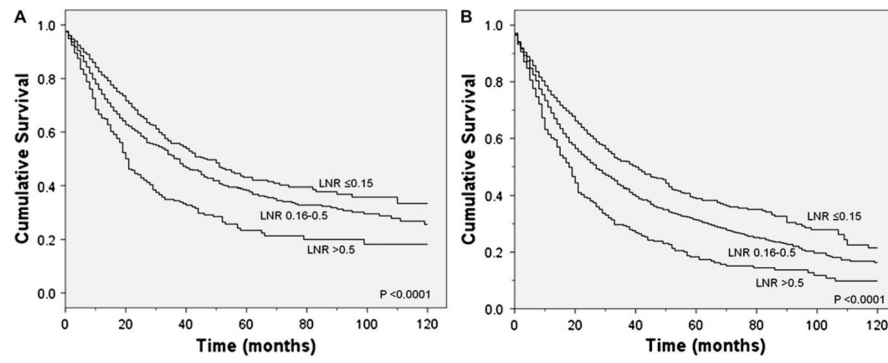 A
Cumulative Survival
1.0
0.8
0.6
0.4
0.2
0.0
LNR ≤0.15
LNR 0.16-0.5
LNR >0.5
P <0.0001
0 20 40 60 80 100 120
Time (months)
B
Cumulative Survival
1.0
0.8
0.6
0.4
0.2
0.0
LNR ≤0.15
LNR 0.16-0.5
LNR >0.5
P <0.0001
0 20 40 60 80 100 120
Time (months)